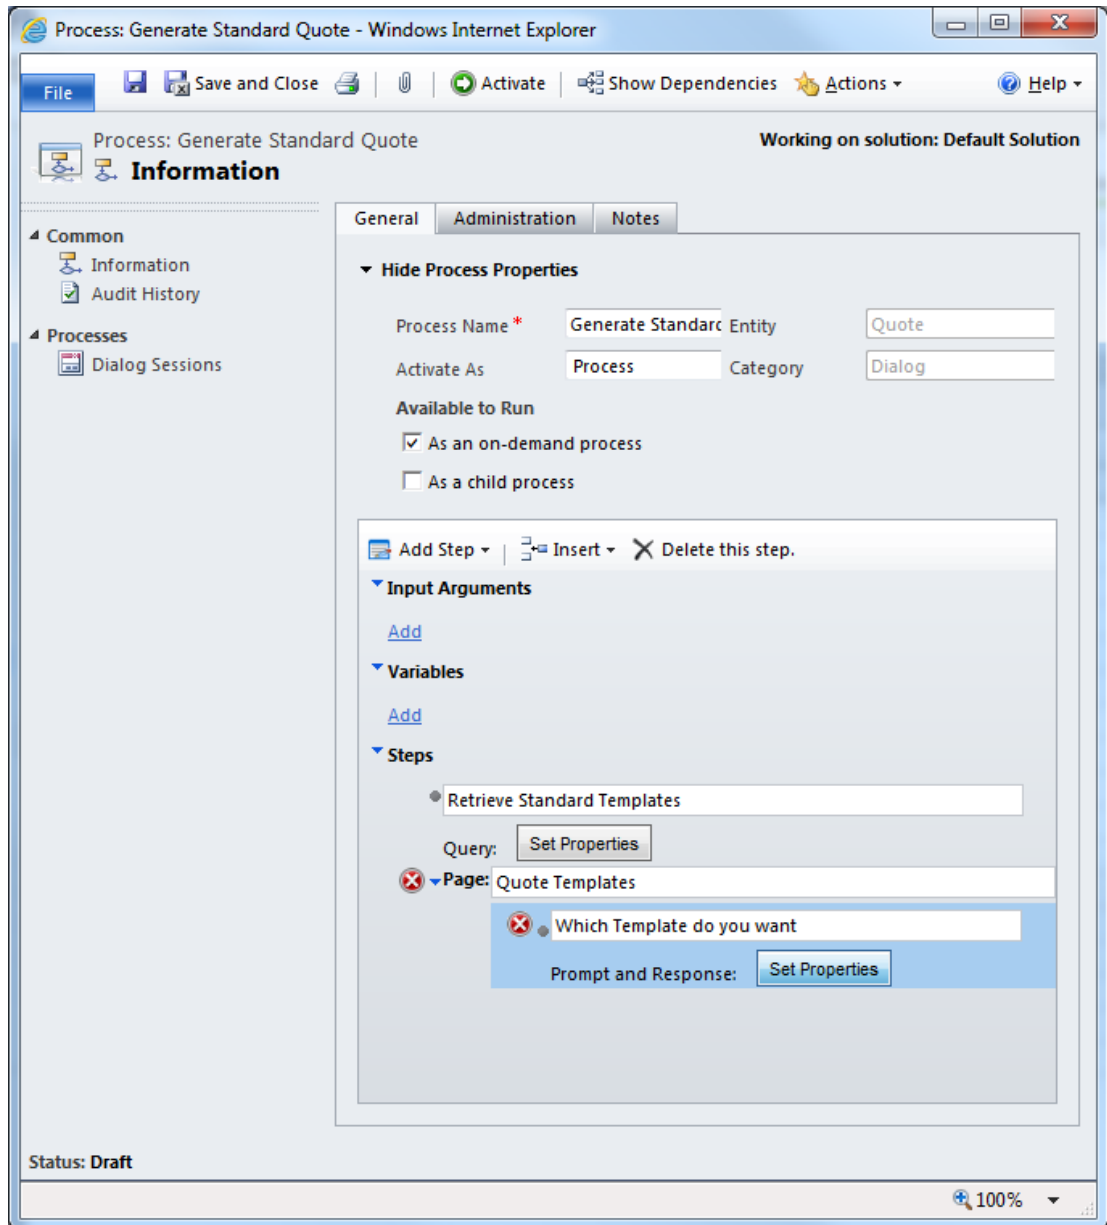 Process: Generate Standard Quote - Windows Internet Explorer
File Save and Close Activate Show Dependencies Actions Help
Process: Generate Standard Quote
Working on solution: Default Solution
Information
Common
Information
Audit History
Processes
Dialog Sessions
General Administration Notes
Hide Process Properties
Process Name * Generate Standard Entity Quote
Activate As Process Category Dialog
Available to Run
As an on-demand process
As a child process
Add Step Insert Delete this step.
Input Arguments
Add
Variables
Add
Steps
Retrieve Standard Templates
Query: Set Properties
Page: Quote Templates
Which Template do you want
Prompt and Response: Set Properties
Status: Draft
100%